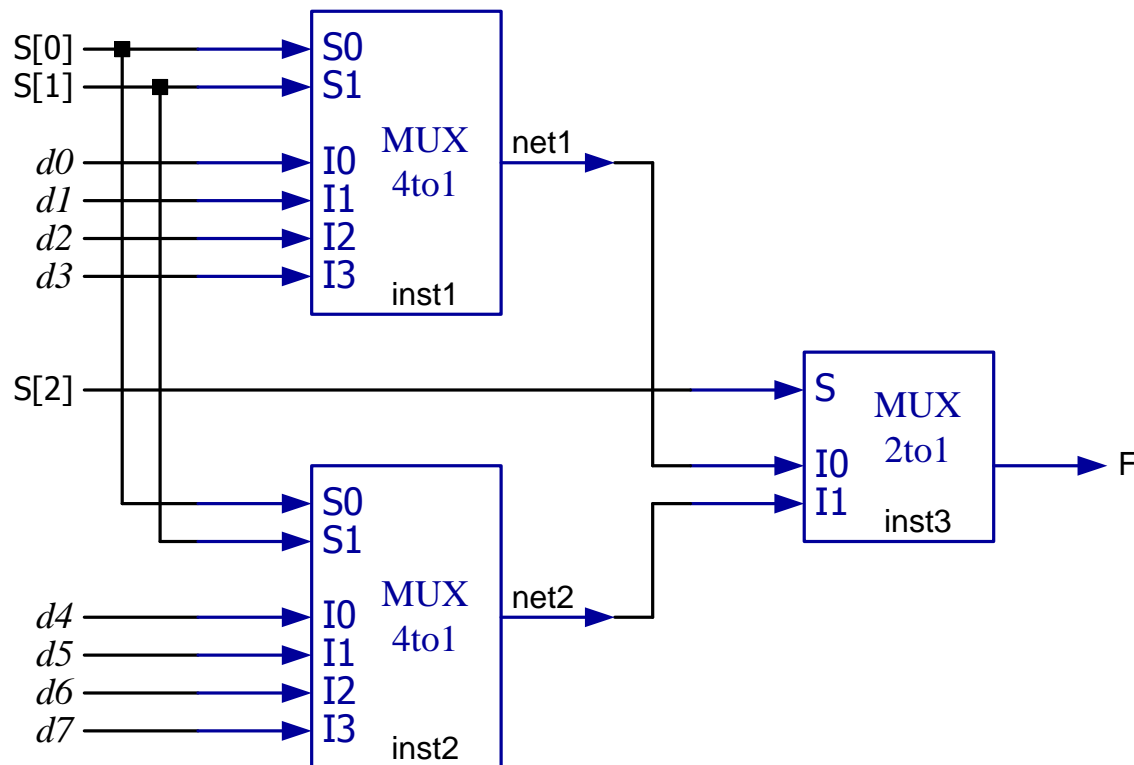 S[0]
S[1]
d0
d1
d2
d3
S0
S1
I0
I1
I2
I3
MUX
4to1
inst1
net1
S[2]
S
I0
I1
MUX
2to1
inst3
F
S0
S1
d4
d5
d6
d7
I0
I1
I2
I3
MUX
4to1
inst2
net2